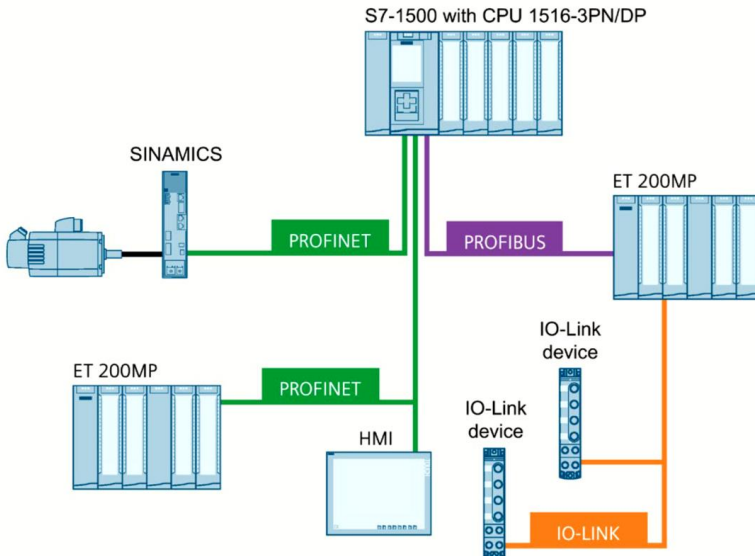 S7-1500 with CPU 1516-3PN/DP
SINAMICS
ET 200MP
PROFINET
PROFIBUS
IO-Link
device
ET 200MP
PROFINET
IO-Link
device
HMI
IO-LINK